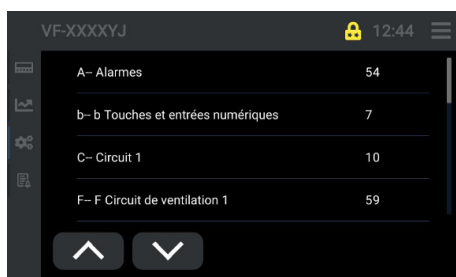 VF-XXXXYJ 12:44
A-- Alarmes 54
b-- b Touches et entrées numériques 7
C-- Circuit 1 10
F-- F Circuit de ventilation 1 59